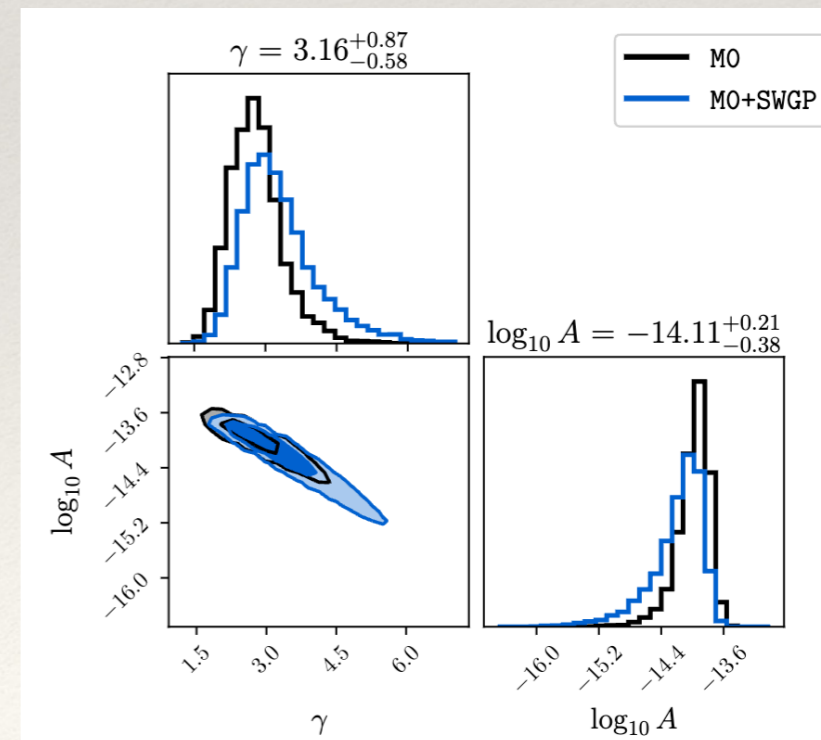 γ = 3.16^{+0.87}_{-0.58}
M0
M0+SWGP
log₁₀ A = −14.11^{+0.21}_{-0.38}
−12.8
−13.6
−14.4
−15.2
−16.0
log₁₀ A
1.5 3.0 4.5 6.0
γ
−16.0 −15.2 −14.4 −13.6
log₁₀ A